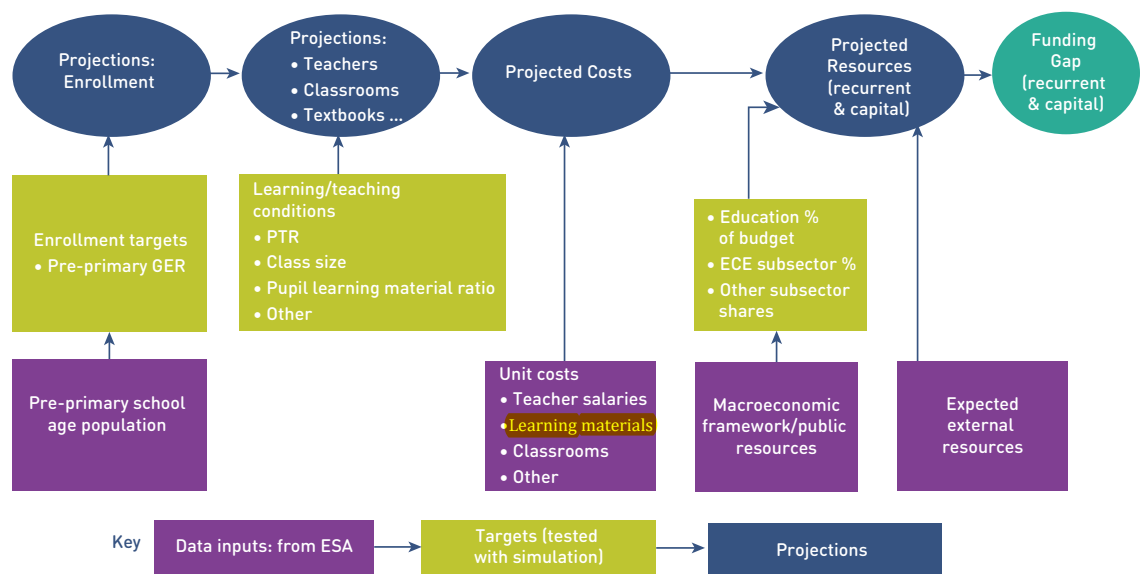 Projections:
Enrollment
Projections:
• Teachers
• Classrooms
• Textbooks ...
Projected Costs
Projected
Resources
(recurrent
& capital)
Funding
Gap
(recurrent
& capital)
Enrollment targets
• Pre-primary GER
Learning/teaching
conditions
• PTR
• Class size
• Pupil learning material ratio
• Other
• Education %
of budget
• ECE subsector %
• Other subsector
shares
Pre-primary school
age population
Unit costs
• Teacher salaries
• Learning materials
• Classrooms
• Other
Macroeconomic
framework/public
resources
Expected
external
resources
Key
Data inputs: from ESA
Targets (tested
with simulation)
Projections